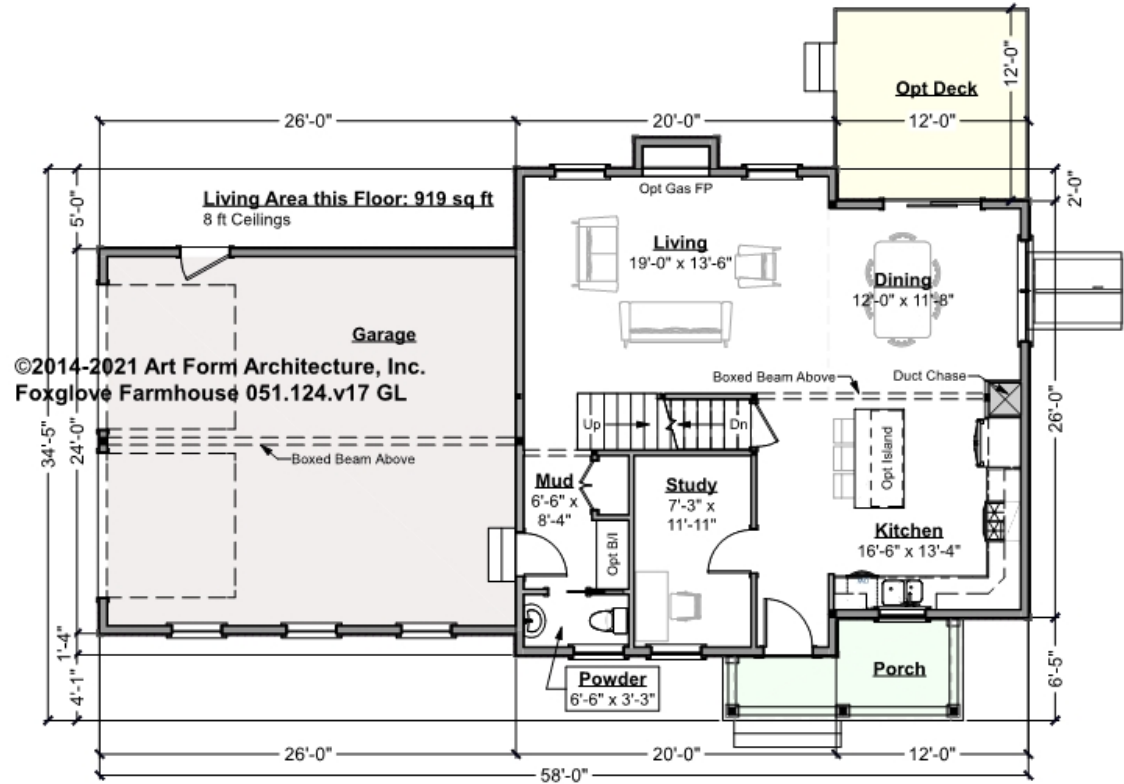 12'-0"
Opt Deck
26'-0"
20'-0"
12'-0"
Opt Gas FP
5'-0"
2'-0"
Living Area this Floor: 919 sq ft
8 ft Ceilings
Living
19'-0" x 13'-6"
Dining
12'-0" x 11'-8"
Garage
©2014-2021 Art Form Architecture, Inc.
Foxglove Farmhouse 051.124.v17 GL
Boxed Beam Above
Duct Chase
34'-5"
24'-0"
26'-0"
Up
Dn
Opt Island
Boxed Beam Above
Mud
6'-6" x
8'-4"
Study
7'-3" x
11'-11"
Opt B/I
Kitchen
16'-6" x 13'-4"
1'-4"
4'-1"
6'-5"
Powder
6'-6" x 3'-3"
Porch
26'-0"
20'-0"
12'-0"
58'-0"